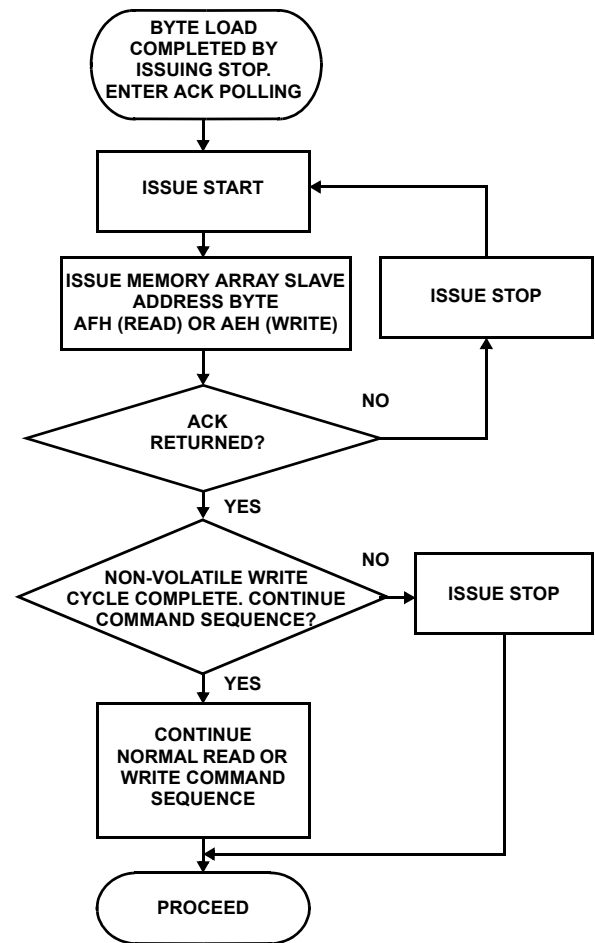 BYTE LOAD
COMPLETED BY
ISSUING STOP.
ENTER ACK POLLING
ISSUE START
ISSUE MEMORY ARRAY SLAVE
ADDRESS BYTE
AFH (READ) OR AEH (WRITE)
ISSUE STOP
ACK
RETURNED?
NO
YES
NON-VOLATILE WRITE
CYCLE COMPLETE. CONTINUE
COMMAND SEQUENCE?
NO
ISSUE STOP
YES
CONTINUE
NORMAL READ OR
WRITE COMMAND
SEQUENCE
PROCEED